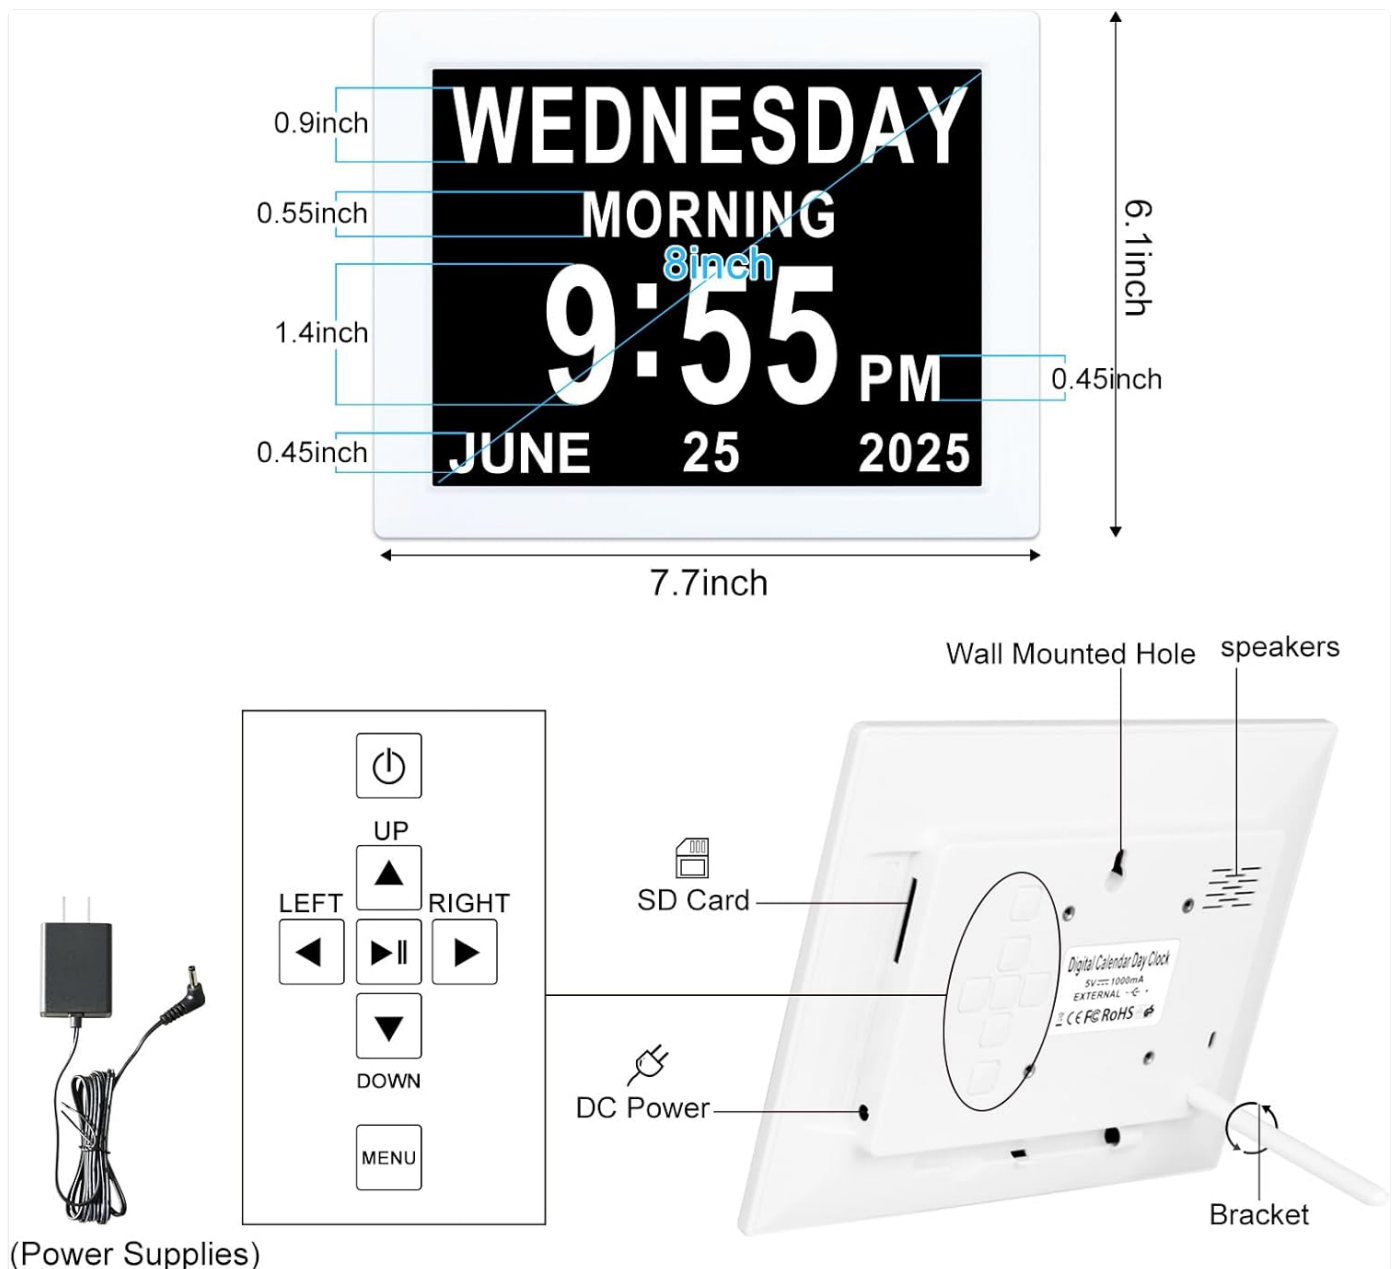 WEDNESDAY
0.9inch
MORNING
0.55inch
8inch
9:55 PM
1.4inch
0.45inch
JUNE 25 2025
0.45inch
6.1inch
7.7inch
Wall Mounted Hole
speakers
UP
LEFT
RIGHT
DOWN
MENU
SD Card
DC Power
Digital Calendar Day Clock
5V 1000mA
EXTERNAL
CE FC RoHS
Bracket
(Power Supplies)